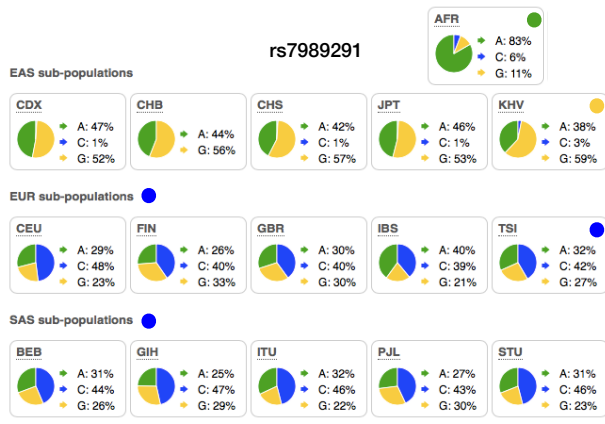 AFR
A: 83%
C: 6%
G: 11%
rs7989291
EAS sub-populations
CDX
A: 47%
C: 1%
G: 52%
CHB
A: 44%
G: 56%
CHS
A: 42%
C: 1%
G: 57%
JPT
A: 46%
C: 1%
G: 53%
KHV
A: 38%
C: 3%
G: 59%
EUR sub-populations
CEU
A: 29%
C: 48%
G: 23%
FIN
A: 26%
C: 40%
G: 33%
GBR
A: 30%
C: 40%
G: 30%
IBS
A: 40%
C: 39%
G: 21%
TSI
A: 32%
C: 42%
G: 27%
SAS sub-populations
BEB
A: 31%
C: 44%
G: 26%
GIH
A: 25%
C: 47%
G: 29%
ITU
A: 32%
C: 46%
G: 22%
PJL
A: 27%
C: 43%
G: 30%
STU
A: 31%
C: 46%
G: 23%